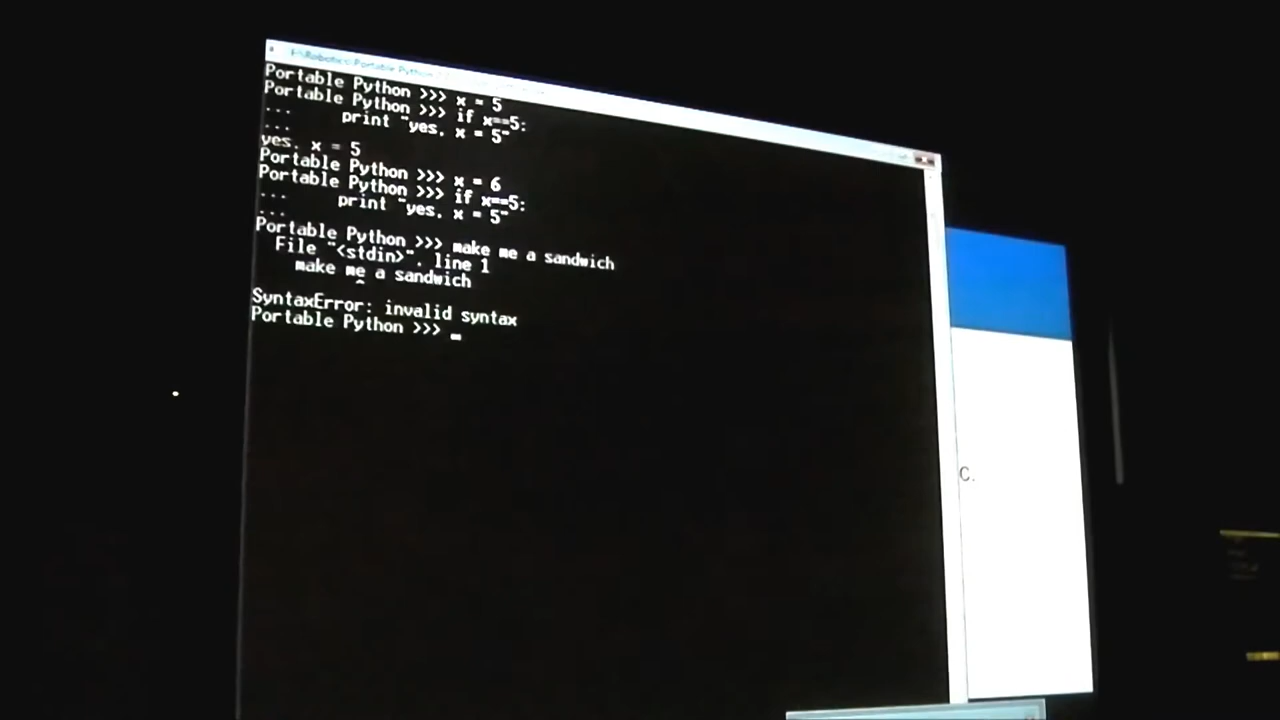 F:\Robotics\Portable Python
Portable Python >>> x = 5
Portable Python >>> if x==5:
...     print "yes, x = 5"
...
yes, x = 5
Portable Python >>> x = 6
Portable Python >>> if x==5:
...     print "yes, x = 5"
...
Portable Python >>> make me a sandwich
  File "<stdin>", line 1
    make me a sandwich
          ^
SyntaxError: invalid syntax
Portable Python >>> _
C.